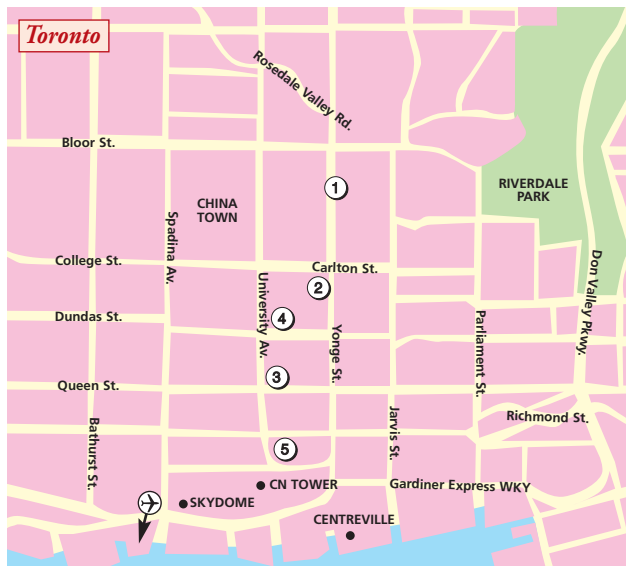 Toronto
Rosedale Valley Rd.
Bloor St.
1
RIVERDALE
PARK
CHINA
TOWN
Spadina Av.
College St.
Carlton St.
Don Valley Pkwy.
2
University Av.
Dundas St.
4
Yonge St.
Parliament St.
3
Queen St.
Jarvis St.
Richmond St.
Bathurst St.
5
CN TOWER
Gardiner Express WKY
SKYDOME
CENTREVILLE